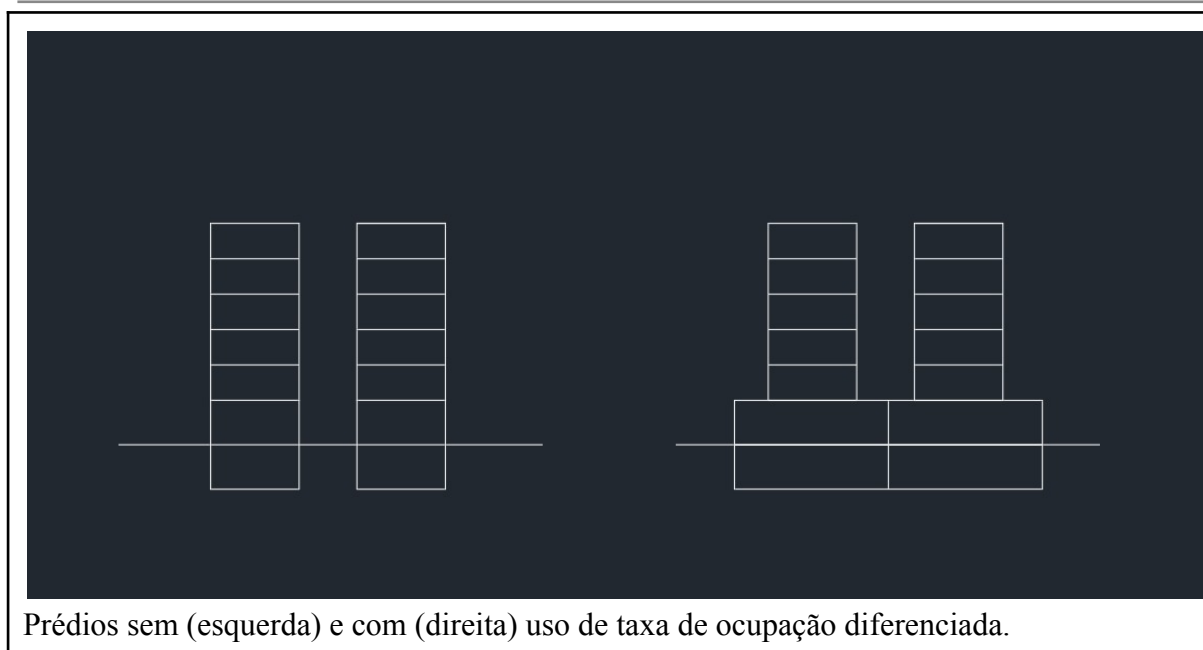 Prédios sem (esquerda) e com (direita) uso de taxa de ocupação diferenciada.